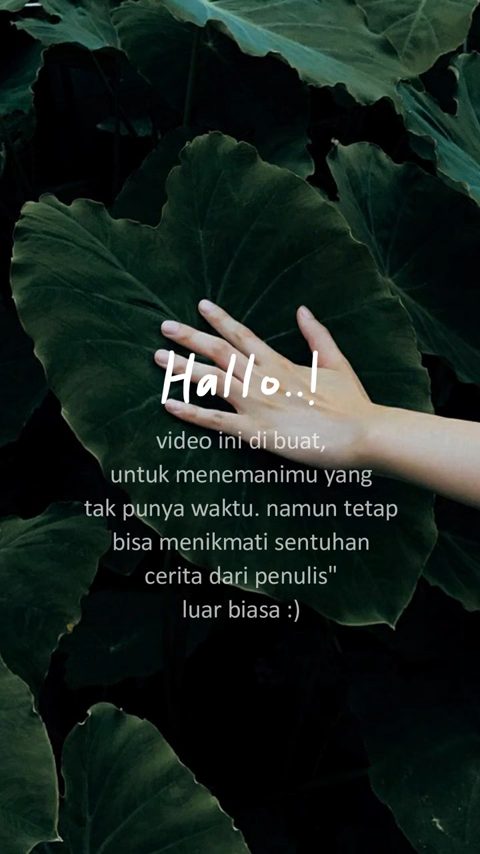 Hallo..!
video ini di buat,
untuk menemanimu yang
tak punya waktu. namun tetap
bisa menikmati sentuhan
cerita dari penulis"
luar biasa :)